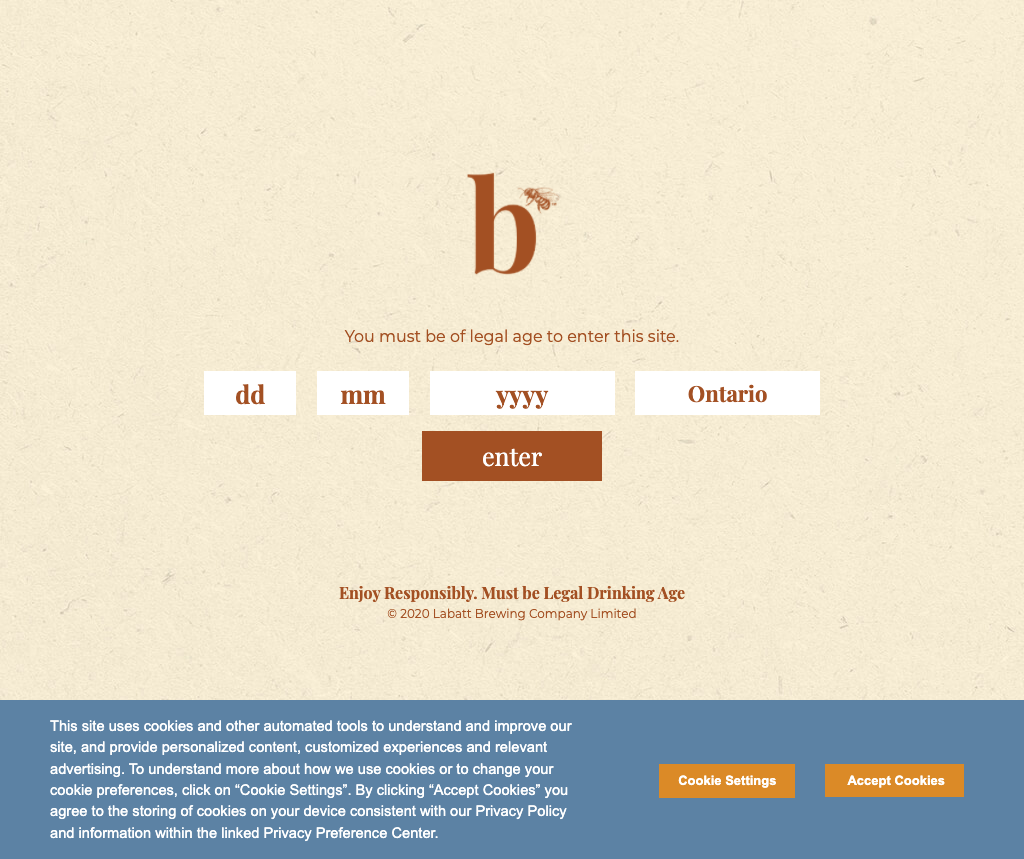 b
You must be of legal age to enter this site.
dd mm yyyy Ontario
enter
Enjoy Responsibly. Must be Legal Drinking Age
© 2020 Labatt Brewing Company Limited
This site uses cookies and other automated tools to understand and improve our
site, and provide personalized content, customized experiences and relevant
advertising. To understand more about how we use cookies or to change your
cookie preferences, click on “Cookie Settings”. By clicking “Accept Cookies” you
agree to the storing of cookies on your device consistent with our Privacy Policy
and information within the linked Privacy Preference Center.
Cookie Settings Accept Cookies